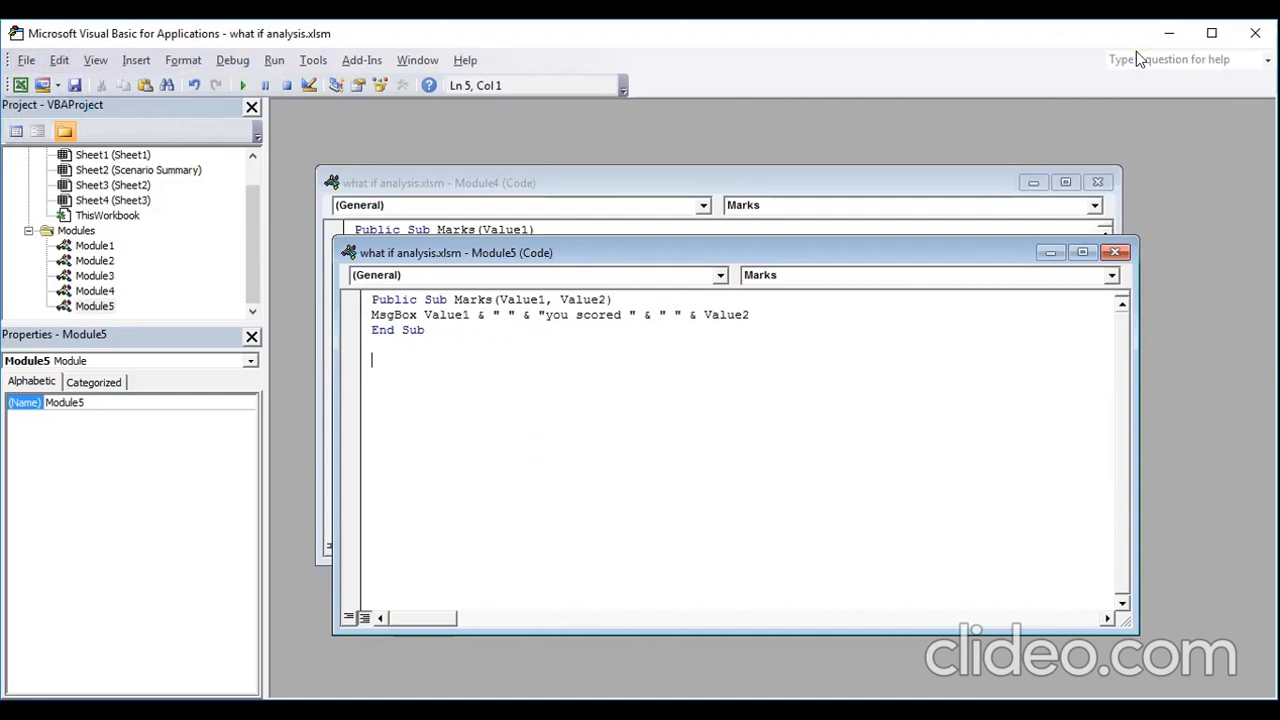 Microsoft Visual Basic for Applications - what if analysis.xlsm
File Edit View Insert Format Debug Run Tools Add-Ins Window Help
question for help
Ln 5, Col 1
Project - VBAProject
Sheet1 (Sheet1)
Sheet2 (Scenario Summary)
Sheet3 (Sheet2)
Sheet4 (Sheet3)
ThisWorkbook
Modules
Module1
Module2
Module3
Module4
Module5
Properties - Module5
Module5 Module
Alphabetic Categorized
(Name) Module5
what if analysis.xlsm - Module4 (Code)
(General) Marks
Public Sub Marks(Value1)
what if analysis.xlsm - Module5 (Code)
(General) Marks
Public Sub Marks(Value1, Value2)
MsgBox Value1 & " " & "you scored " & " " & Value2
End Sub
clideo.com